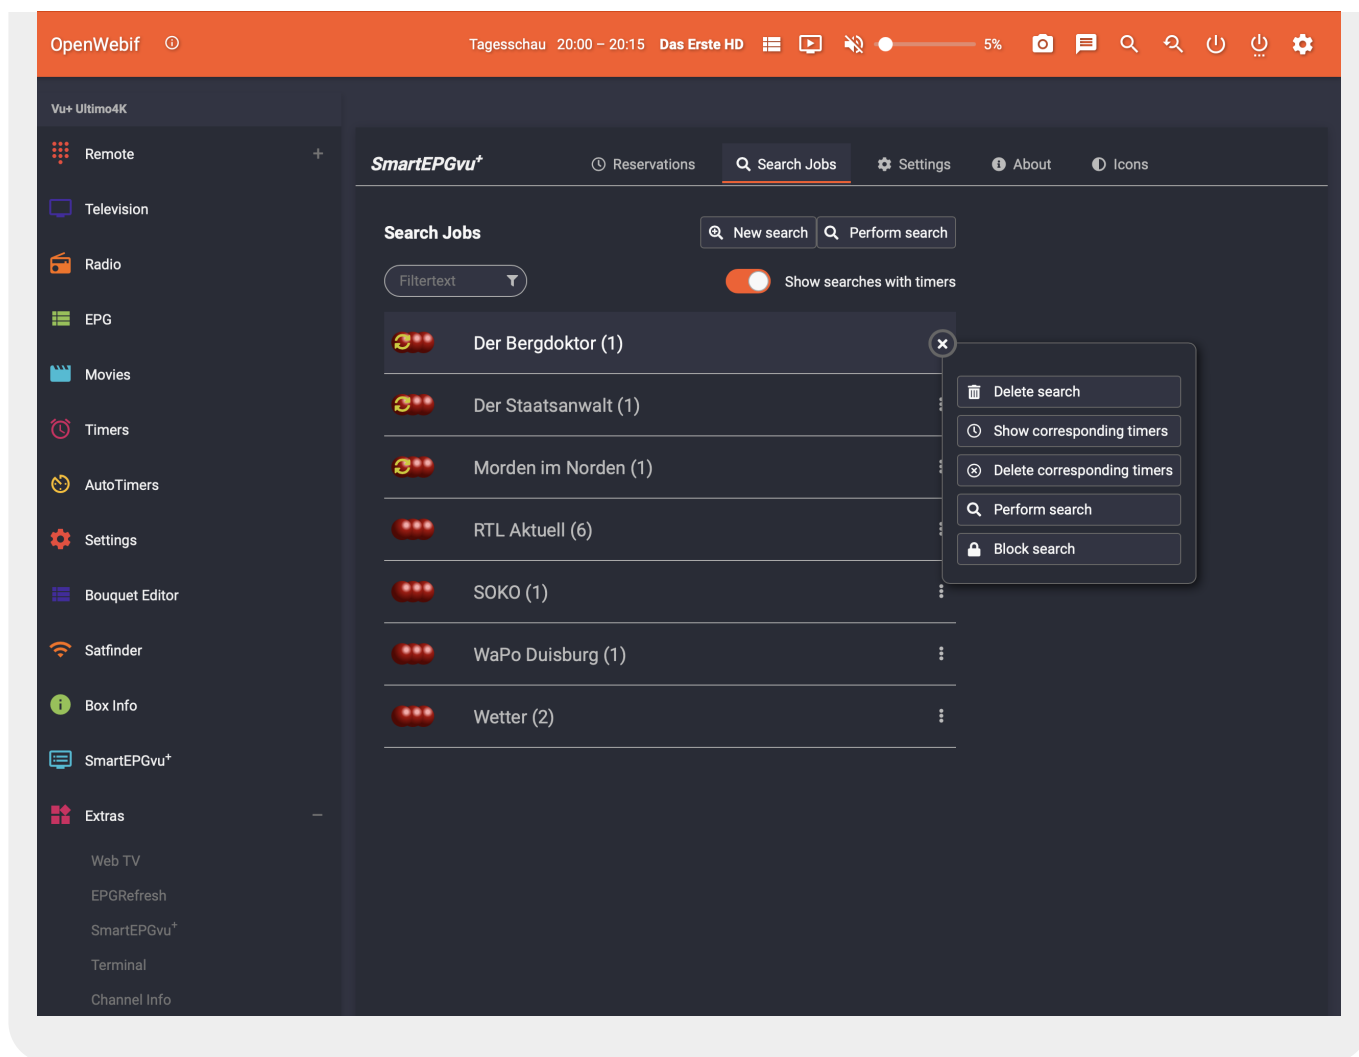 OpenWebif
Tagesschau 20:00 – 20:15 Das Erste HD
5%
Vu+ Ultimo4K
Remote
Television
Radio
EPG
Movies
Timers
AutoTimers
Settings
Bouquet Editor
Satfinder
Box Info
SmartEPGvu+
Extras
Web TV
EPGRefresh
SmartEPGvu+
Terminal
Channel Info
SmartEPGvu+
Reservations
Search Jobs
Settings
About
Icons
Search Jobs
New search
Perform search
Filtertext
Show searches with timers
Der Bergdoktor (1)
Der Staatsanwalt (1)
Morden im Norden (1)
RTL Aktuell (6)
SOKO (1)
WaPo Duisburg (1)
Wetter (2)
Delete search
Show corresponding timers
Delete corresponding timers
Perform search
Block search